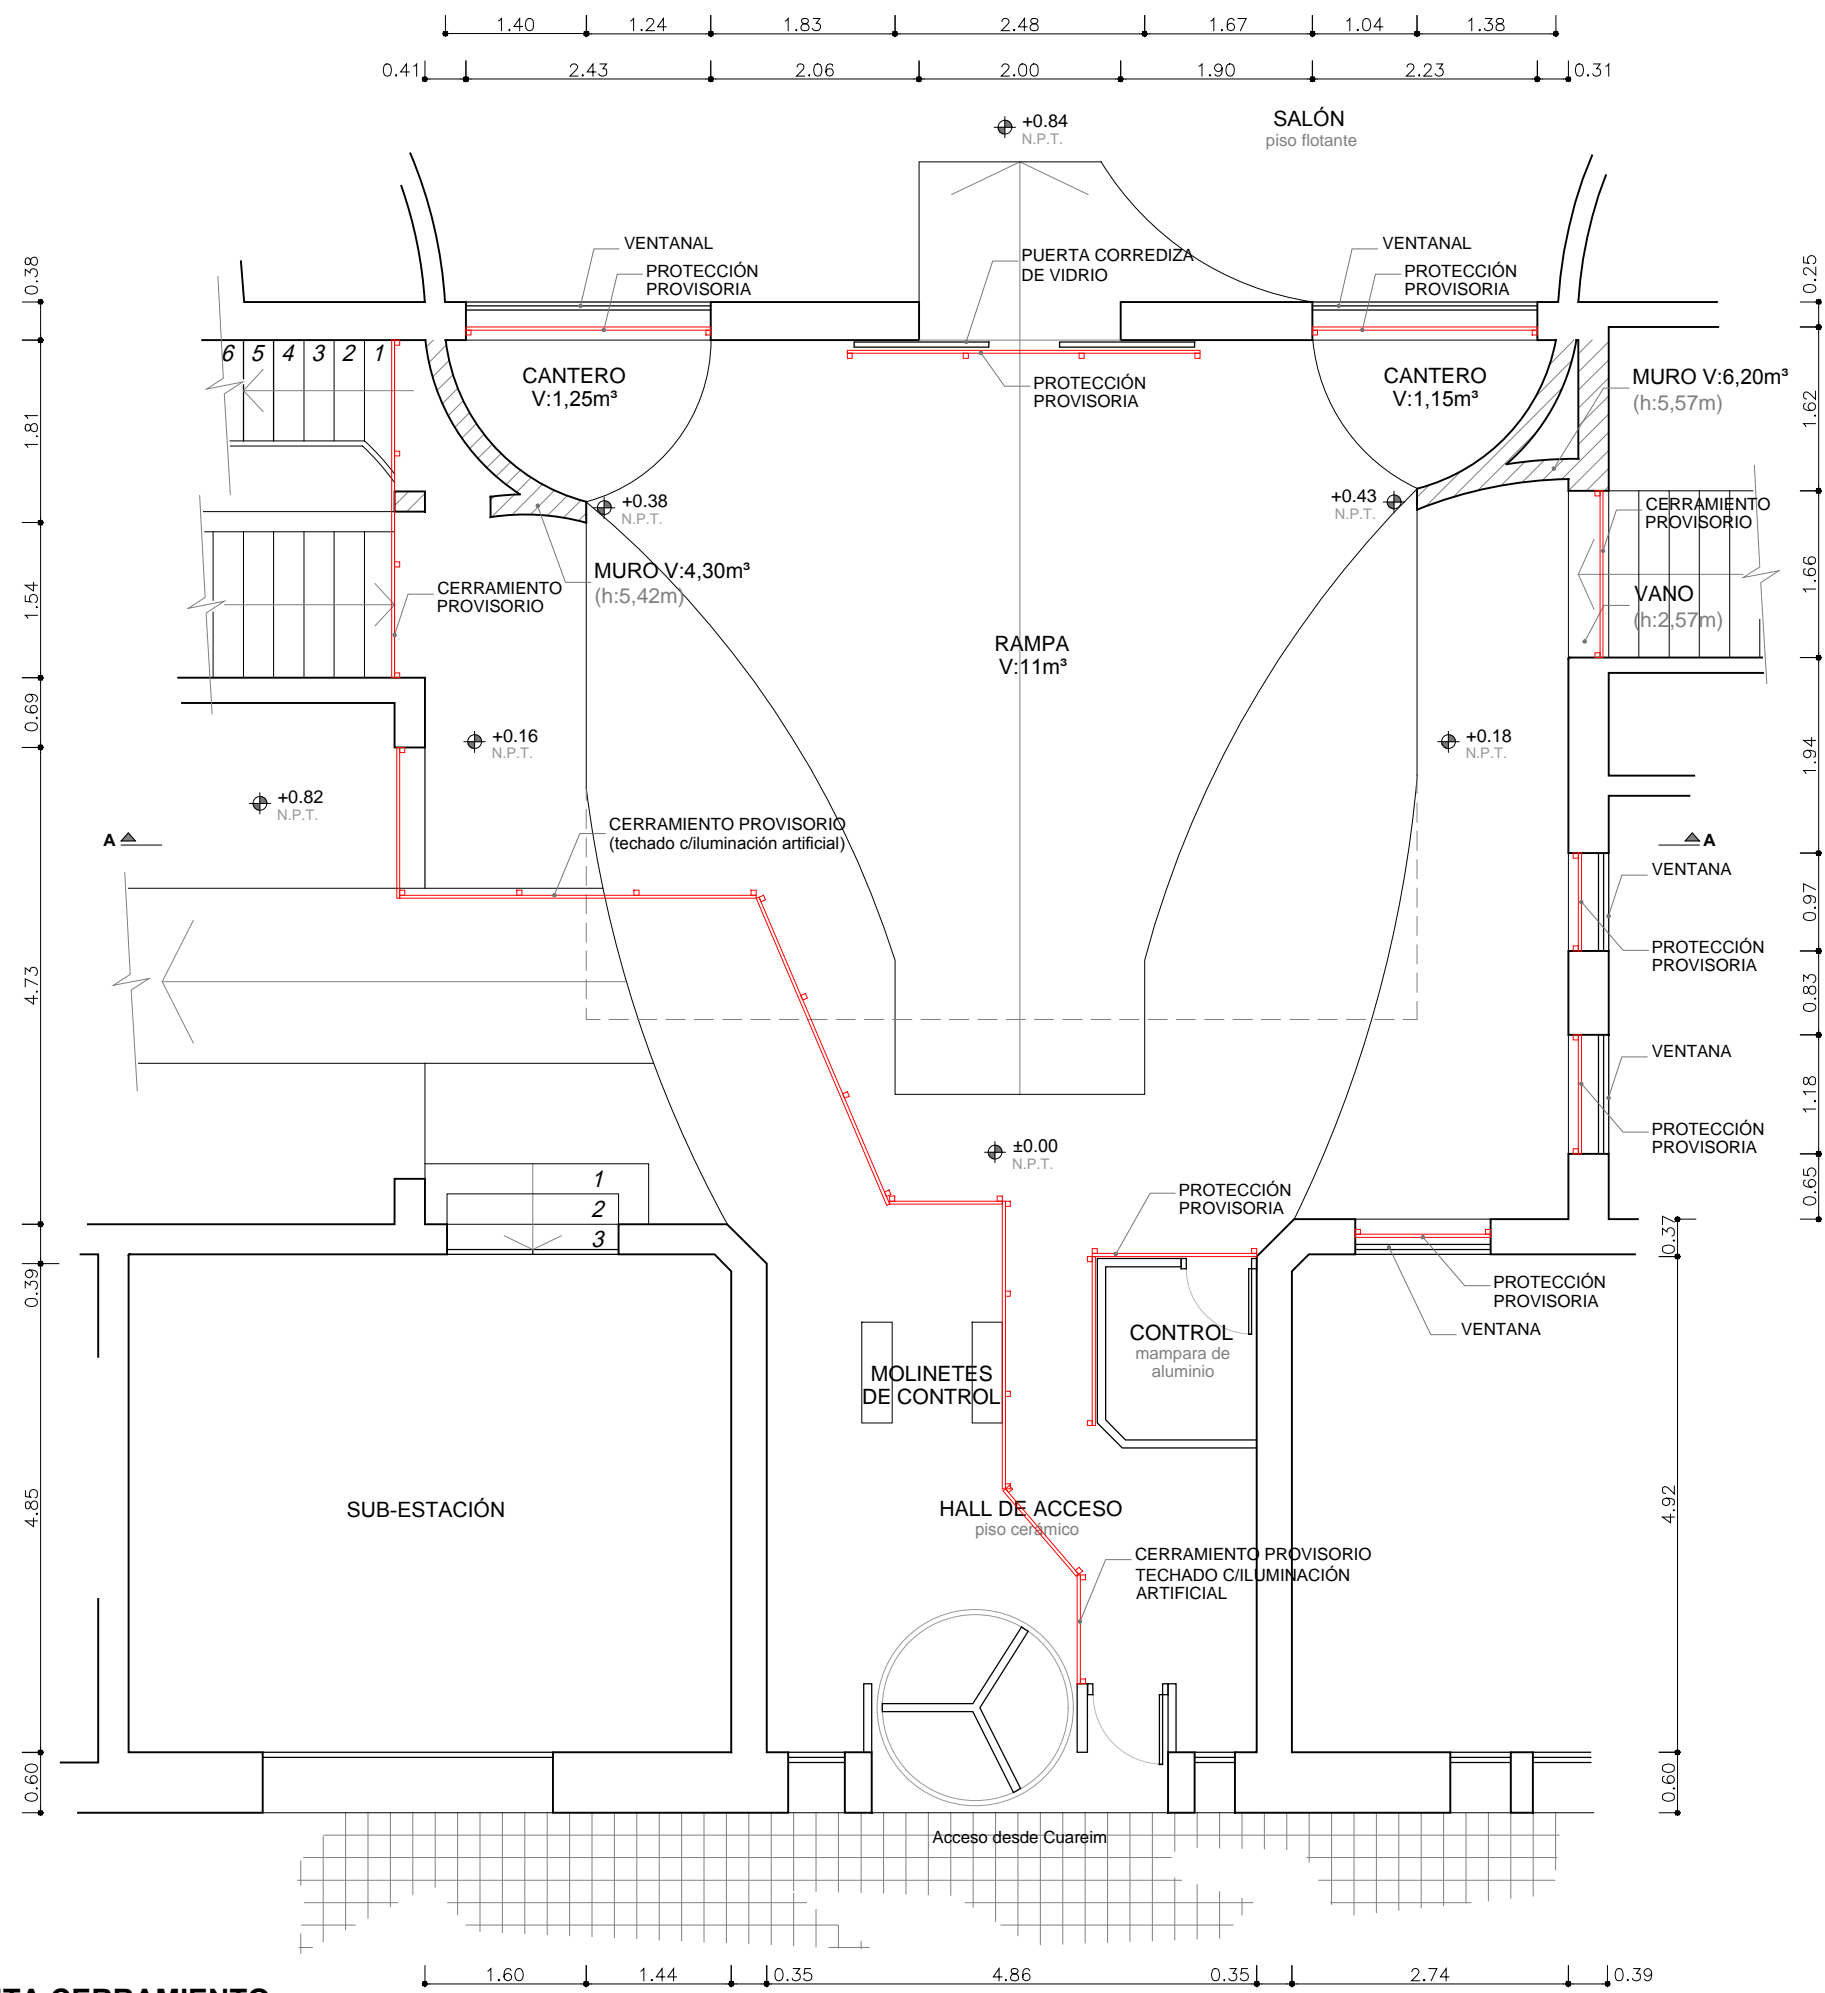 1.40 1.24 1.83 2.48 1.67 1.04 1.38
0.41 2.43 2.06 2.00 1.90 2.23 0.31
+0.84
N.P.T.
SALÓN
piso flotante
VENTANAL
PROTECCIÓN
PROVISORIA
PUERTA CORREDIZA
DE VIDRIO
VENTANAL
PROTECCIÓN
PROVISORIA
0.38
0.25
6 5 4 3 2 1
CANTERO
V:1,25m³
PROTECCIÓN
PROVISORIA
CANTERO
V:1,15m³
MURO V:6,20m³
(h:5,57m)
1.81
1.62
+0.38
N.P.T.
+0.43
N.P.T.
CERRAMIENTO
PROVISORIO
MURO V:4,30m³
(h:5,42m)
CERRAMIENTO
PROVISORIO
VANO
(h:2,57m)
1.54
1.66
RAMPA
V:11m³
0.69
+0.16
N.P.T.
+0.18
N.P.T.
1.94
+0.82
N.P.T.
A
CERRAMIENTO PROVISORIO
(techado c/iluminación artificial)
A
VENTANA
0.97
PROTECCIÓN
PROVISORIA
4.73
0.83
VENTANA
1.18
PROTECCIÓN
PROVISORIA
±0.00
N.P.T.
1
2
3
PROTECCIÓN
PROVISORIA
0.65
0.37
0.39
PROTECCIÓN
PROVISORIA
VENTANA
CONTROL
mampara de
aluminio
MOLINETES
DE CONTROL
SUB-ESTACIÓN
HALL DE ACCESO
piso cerámico
4.85
4.92
CERRAMIENTO PROVISORIO
TECHADO C/ILUMINACIÓN
ARTIFICIAL
0.60
0.60
Acceso desde Cuareim
1.60 1.44 0.35 4.86 0.35 2.74 0.39
CERRAMIENTO